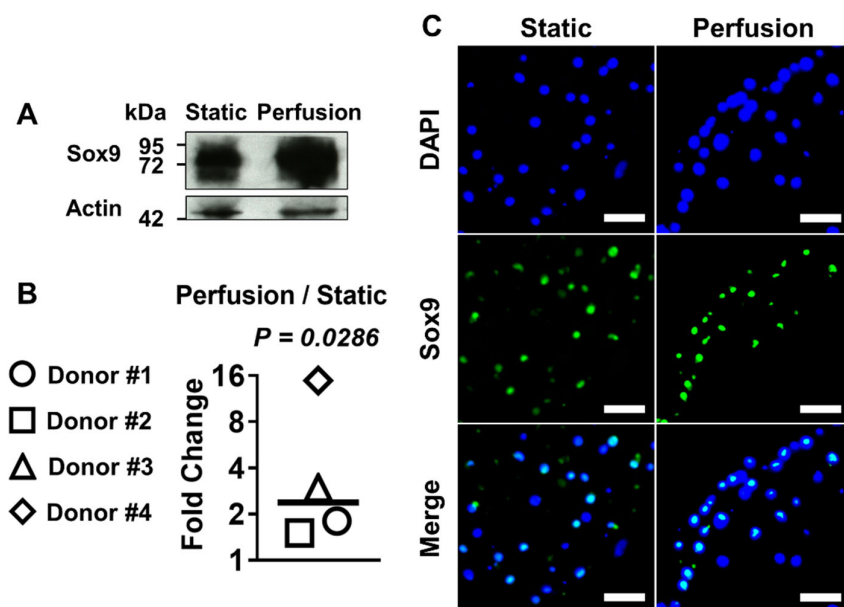 A
kDa
Static Perfusion
Sox9
95
72
Actin
42
B
Perfusion / Static
P = 0.0286
Donor #1
Donor #2
Donor #3
Donor #4
Fold Change
16
8
4
2
1
C
Static
Perfusion
DAPI
Sox9
Merge